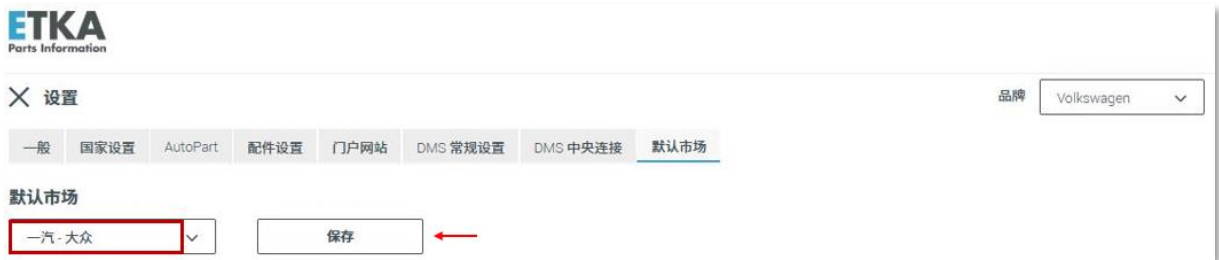 ETKA
Parts Information
设置 品牌 Volkswagen
一般 国家设置 AutoPart 配件设置 门户网站 DMS 常规设置 DMS 中央连接 默认市场
默认市场
一汽 - 大众 保存